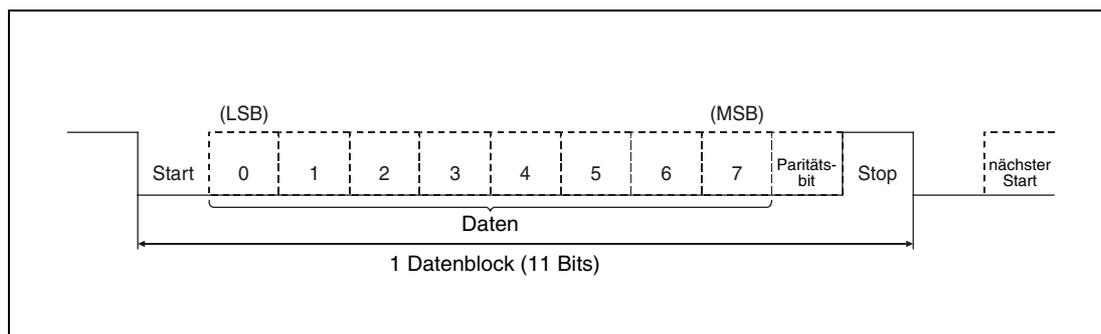 (LSB) (MSB)
Start 0 1 2 3 4 5 6 7 Paritäts-
bit Stop nächster
Start
Daten
1 Datenblock (11 Bits)